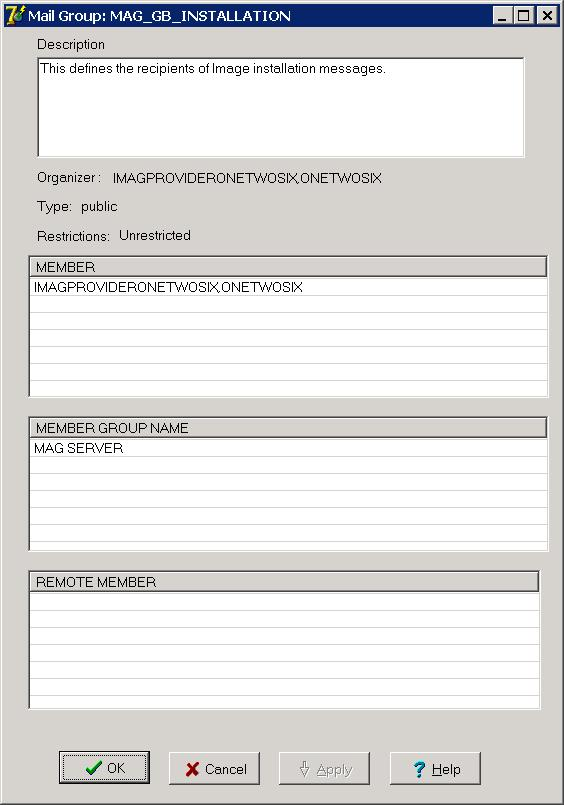 Mail Group: MAG_GB_INSTALLATION
Description
This defines the recipients of Image installation messages.
Organizer: IMAGPROVIDERONETWOSIX,ONETWOSIX
Type: public
Restrictions: Unrestricted
MEMBER
IMAGPROVIDERONETWOSIX,ONETWOSIX
MEMBER GROUP NAME
MAG SERVER
REMOTE MEMBER
OK Cancel Apply Help